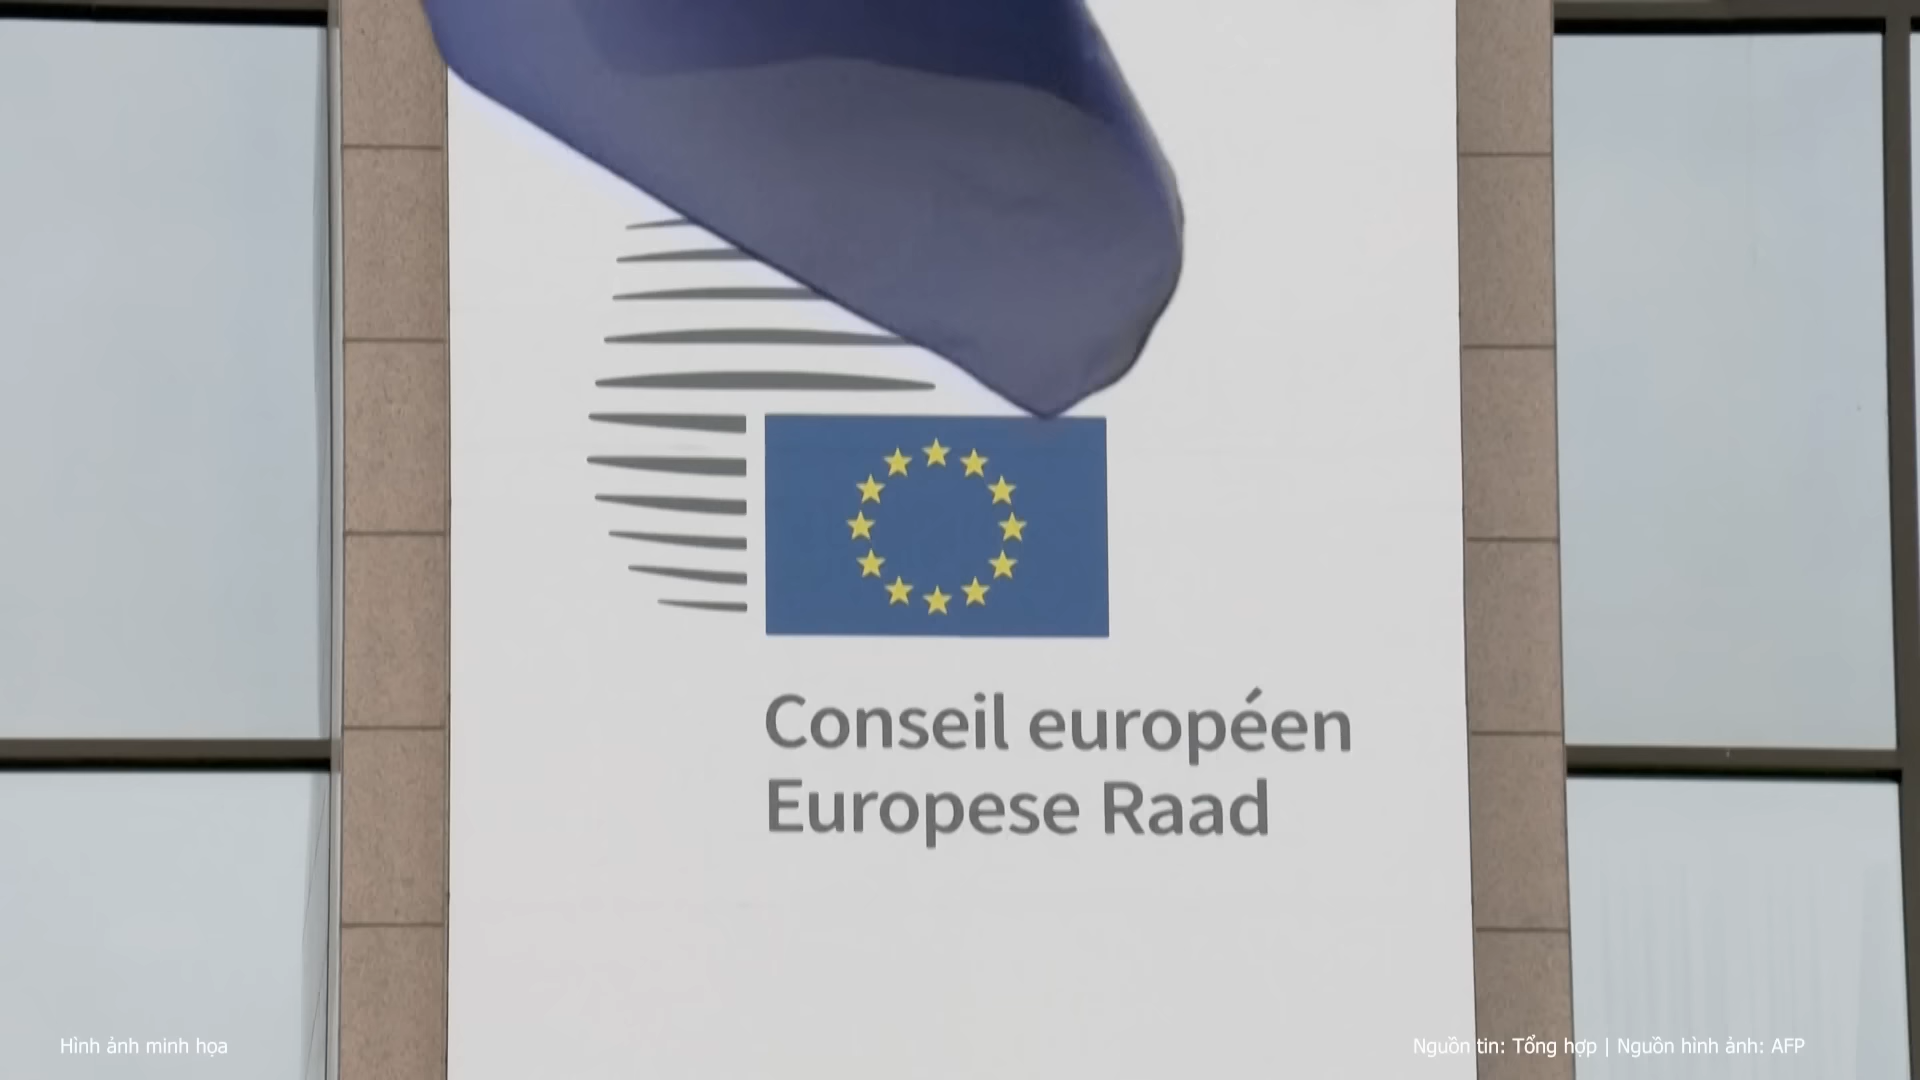 Conseil européen
Europese Raad
Hình ảnh minh họa
Nguồn tin: Tổng hợp | Nguồn hình ảnh: AFP